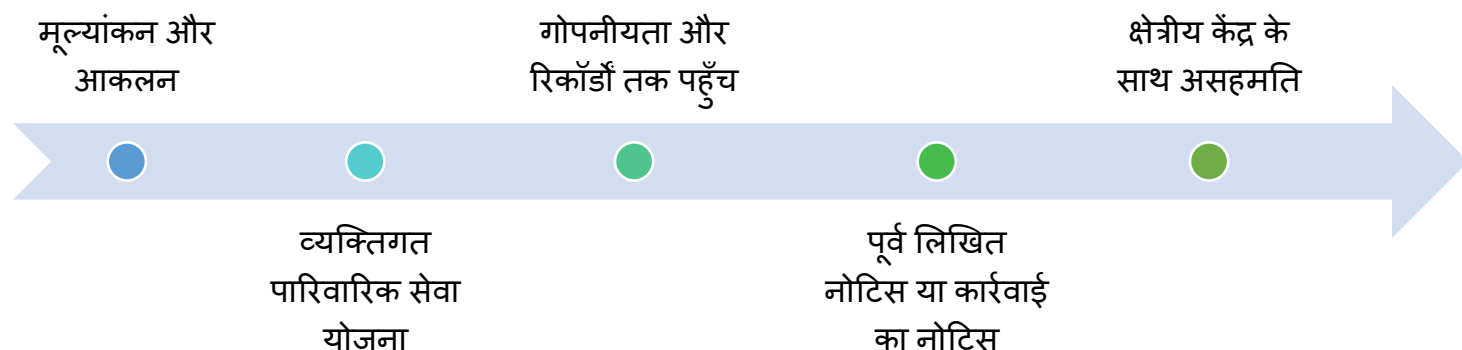 मूल्यांकन और
आकलन
व्यक्तिगत
पारिवारिक सेवा
योजना
गोपनीयता और
रिकॉर्डों तक पहुँच
पूर्व लिखित
नोटिस या कार्रवाई
का नोटिस
क्षेत्रीय केंद्र के
साथ असहमति